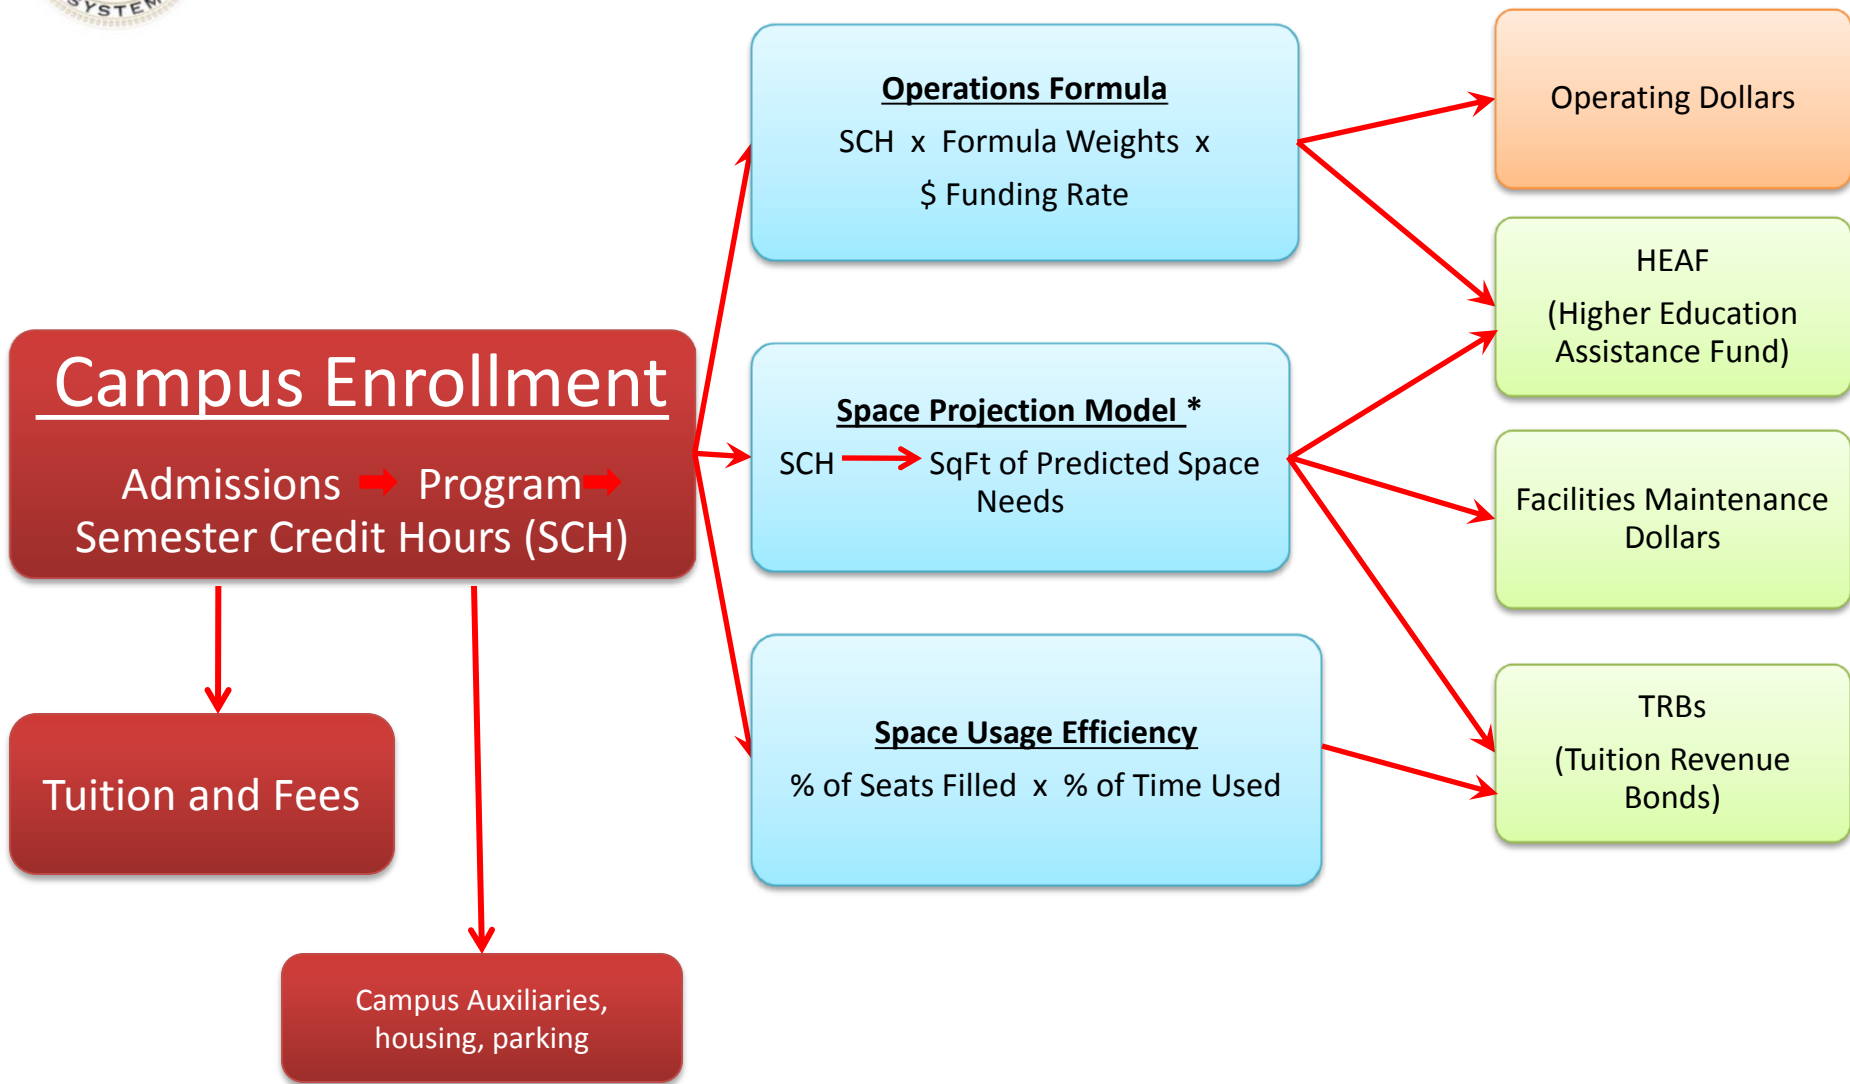 SYSTEM
Operations Formula
SCH x Formula Weights x
$ Funding Rate
Operating Dollars
HEAF
(Higher Education
Assistance Fund)
Campus Enrollment
Admissions Program
Semester Credit Hours (SCH)
Space Projection Model *
SCH SqFt of Predicted Space
Needs
Facilities Maintenance
Dollars
Space Usage Efficiency
% of Seats Filled x % of Time Used
TRBs
(Tuition Revenue
Bonds)
Tuition and Fees
Campus Auxiliaries,
housing, parking